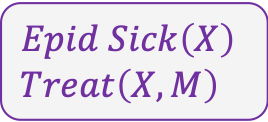 Epid Sick(X)
Treat(X, M)